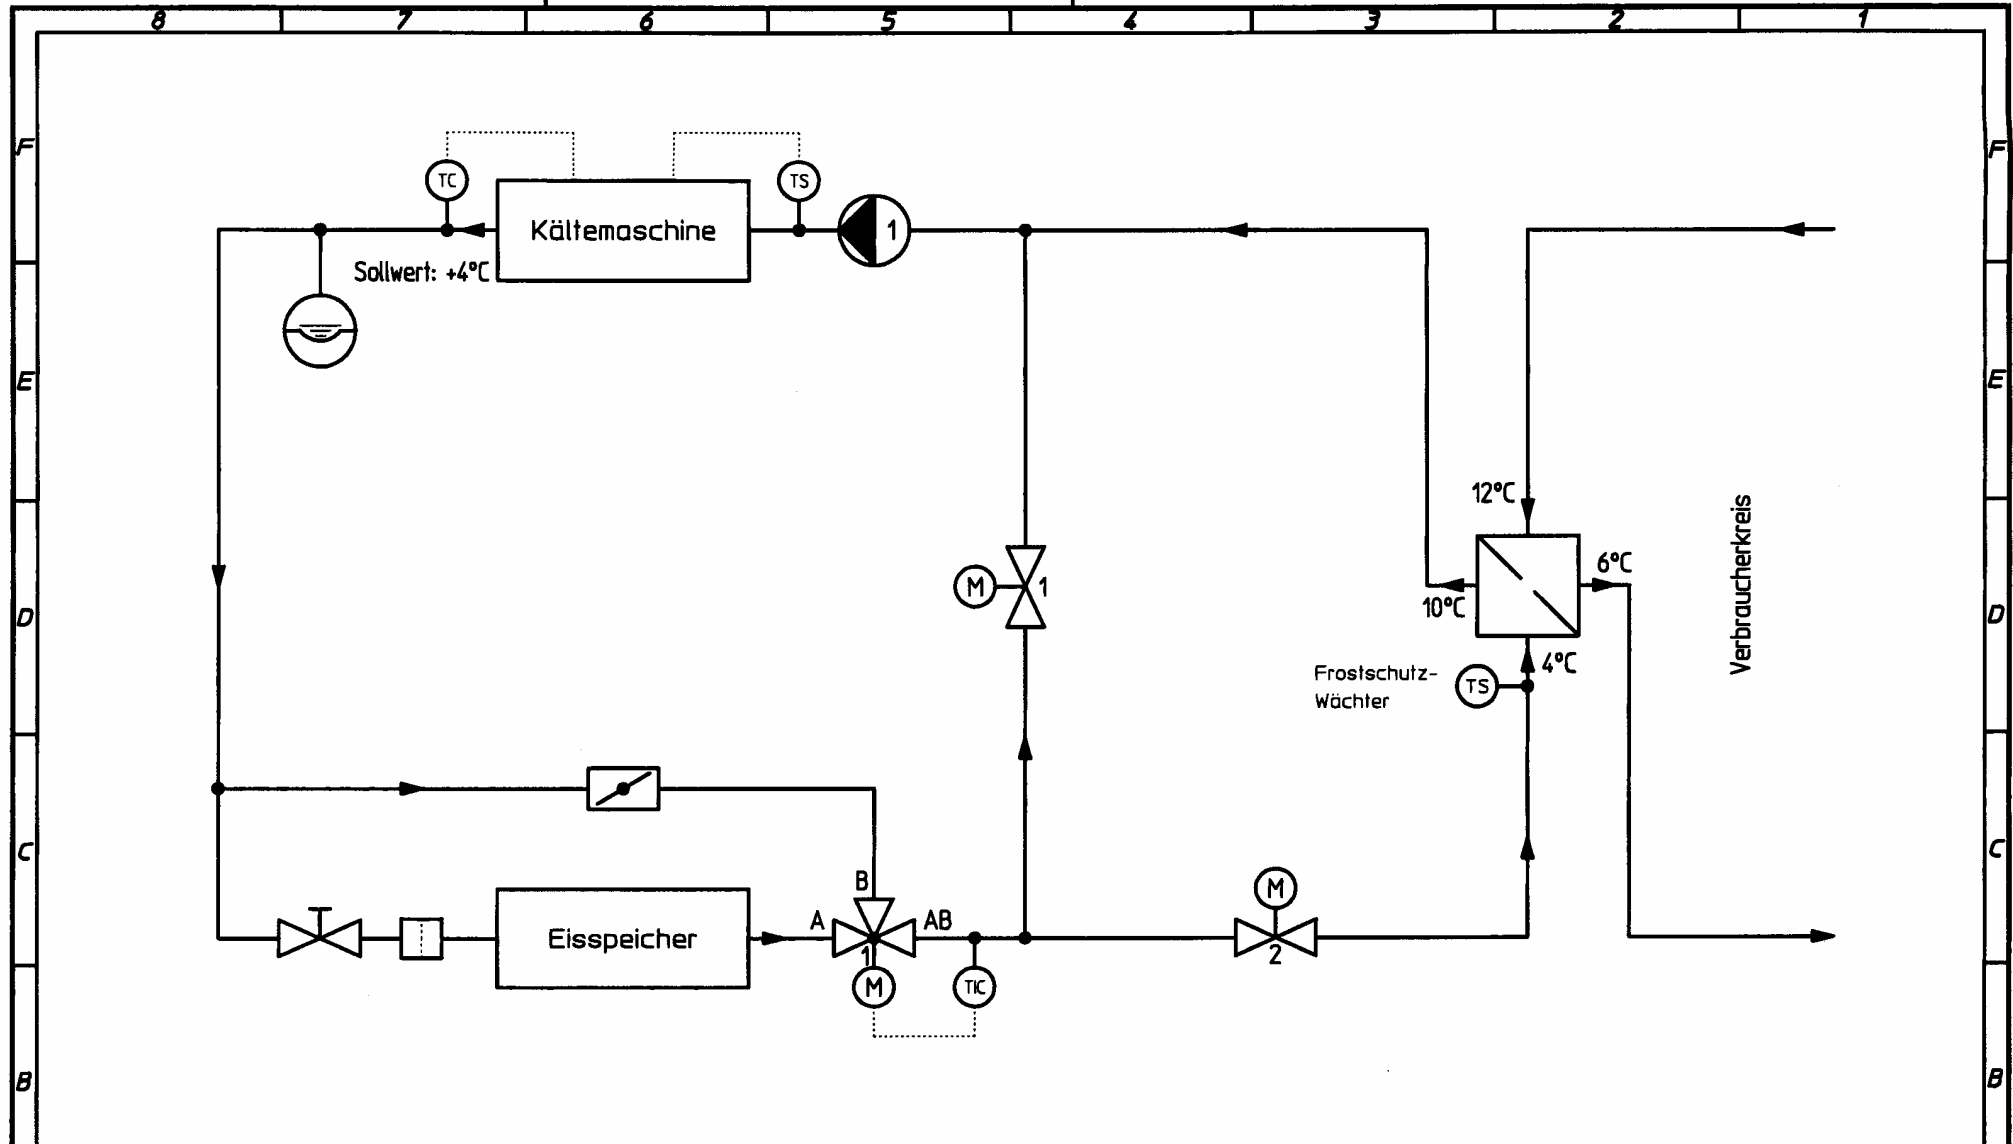 8 7 6 5 4 3 2 1
F F
TC TS
Kältemaschine 1
Sollwert: +4°C
E E
12°C
Verbraucherkreis
6°C
M 1
10°C
D D
4°C
Frostschutz-
Wächter
TS
C C
B
M
A AB
Eisspeicher
1
2
M TIC
B B